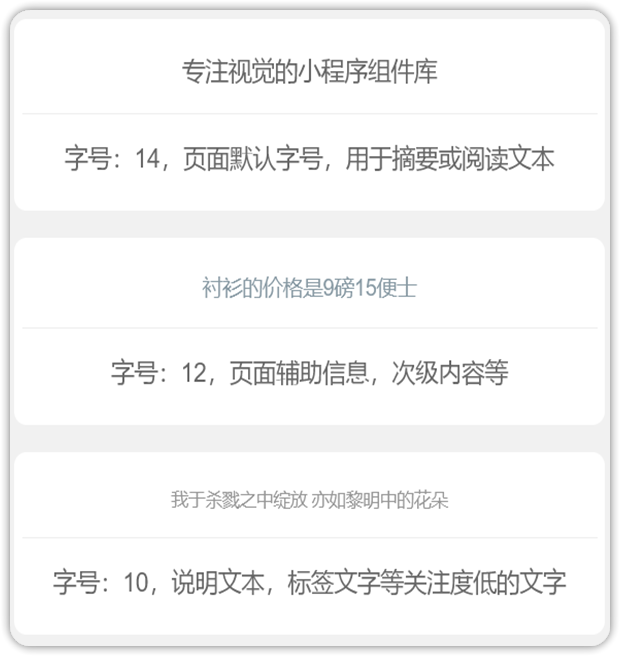 专注视觉的小程序组件库
字号：14，页面默认字号，用于摘要或阅读文本
衬衫的价格是9磅15便士
字号：12，页面辅助信息，次级内容等
我于杀戮之中绽放 亦如黎明中的花朵
字号：10，说明文本，标签文字等关注度低的文字